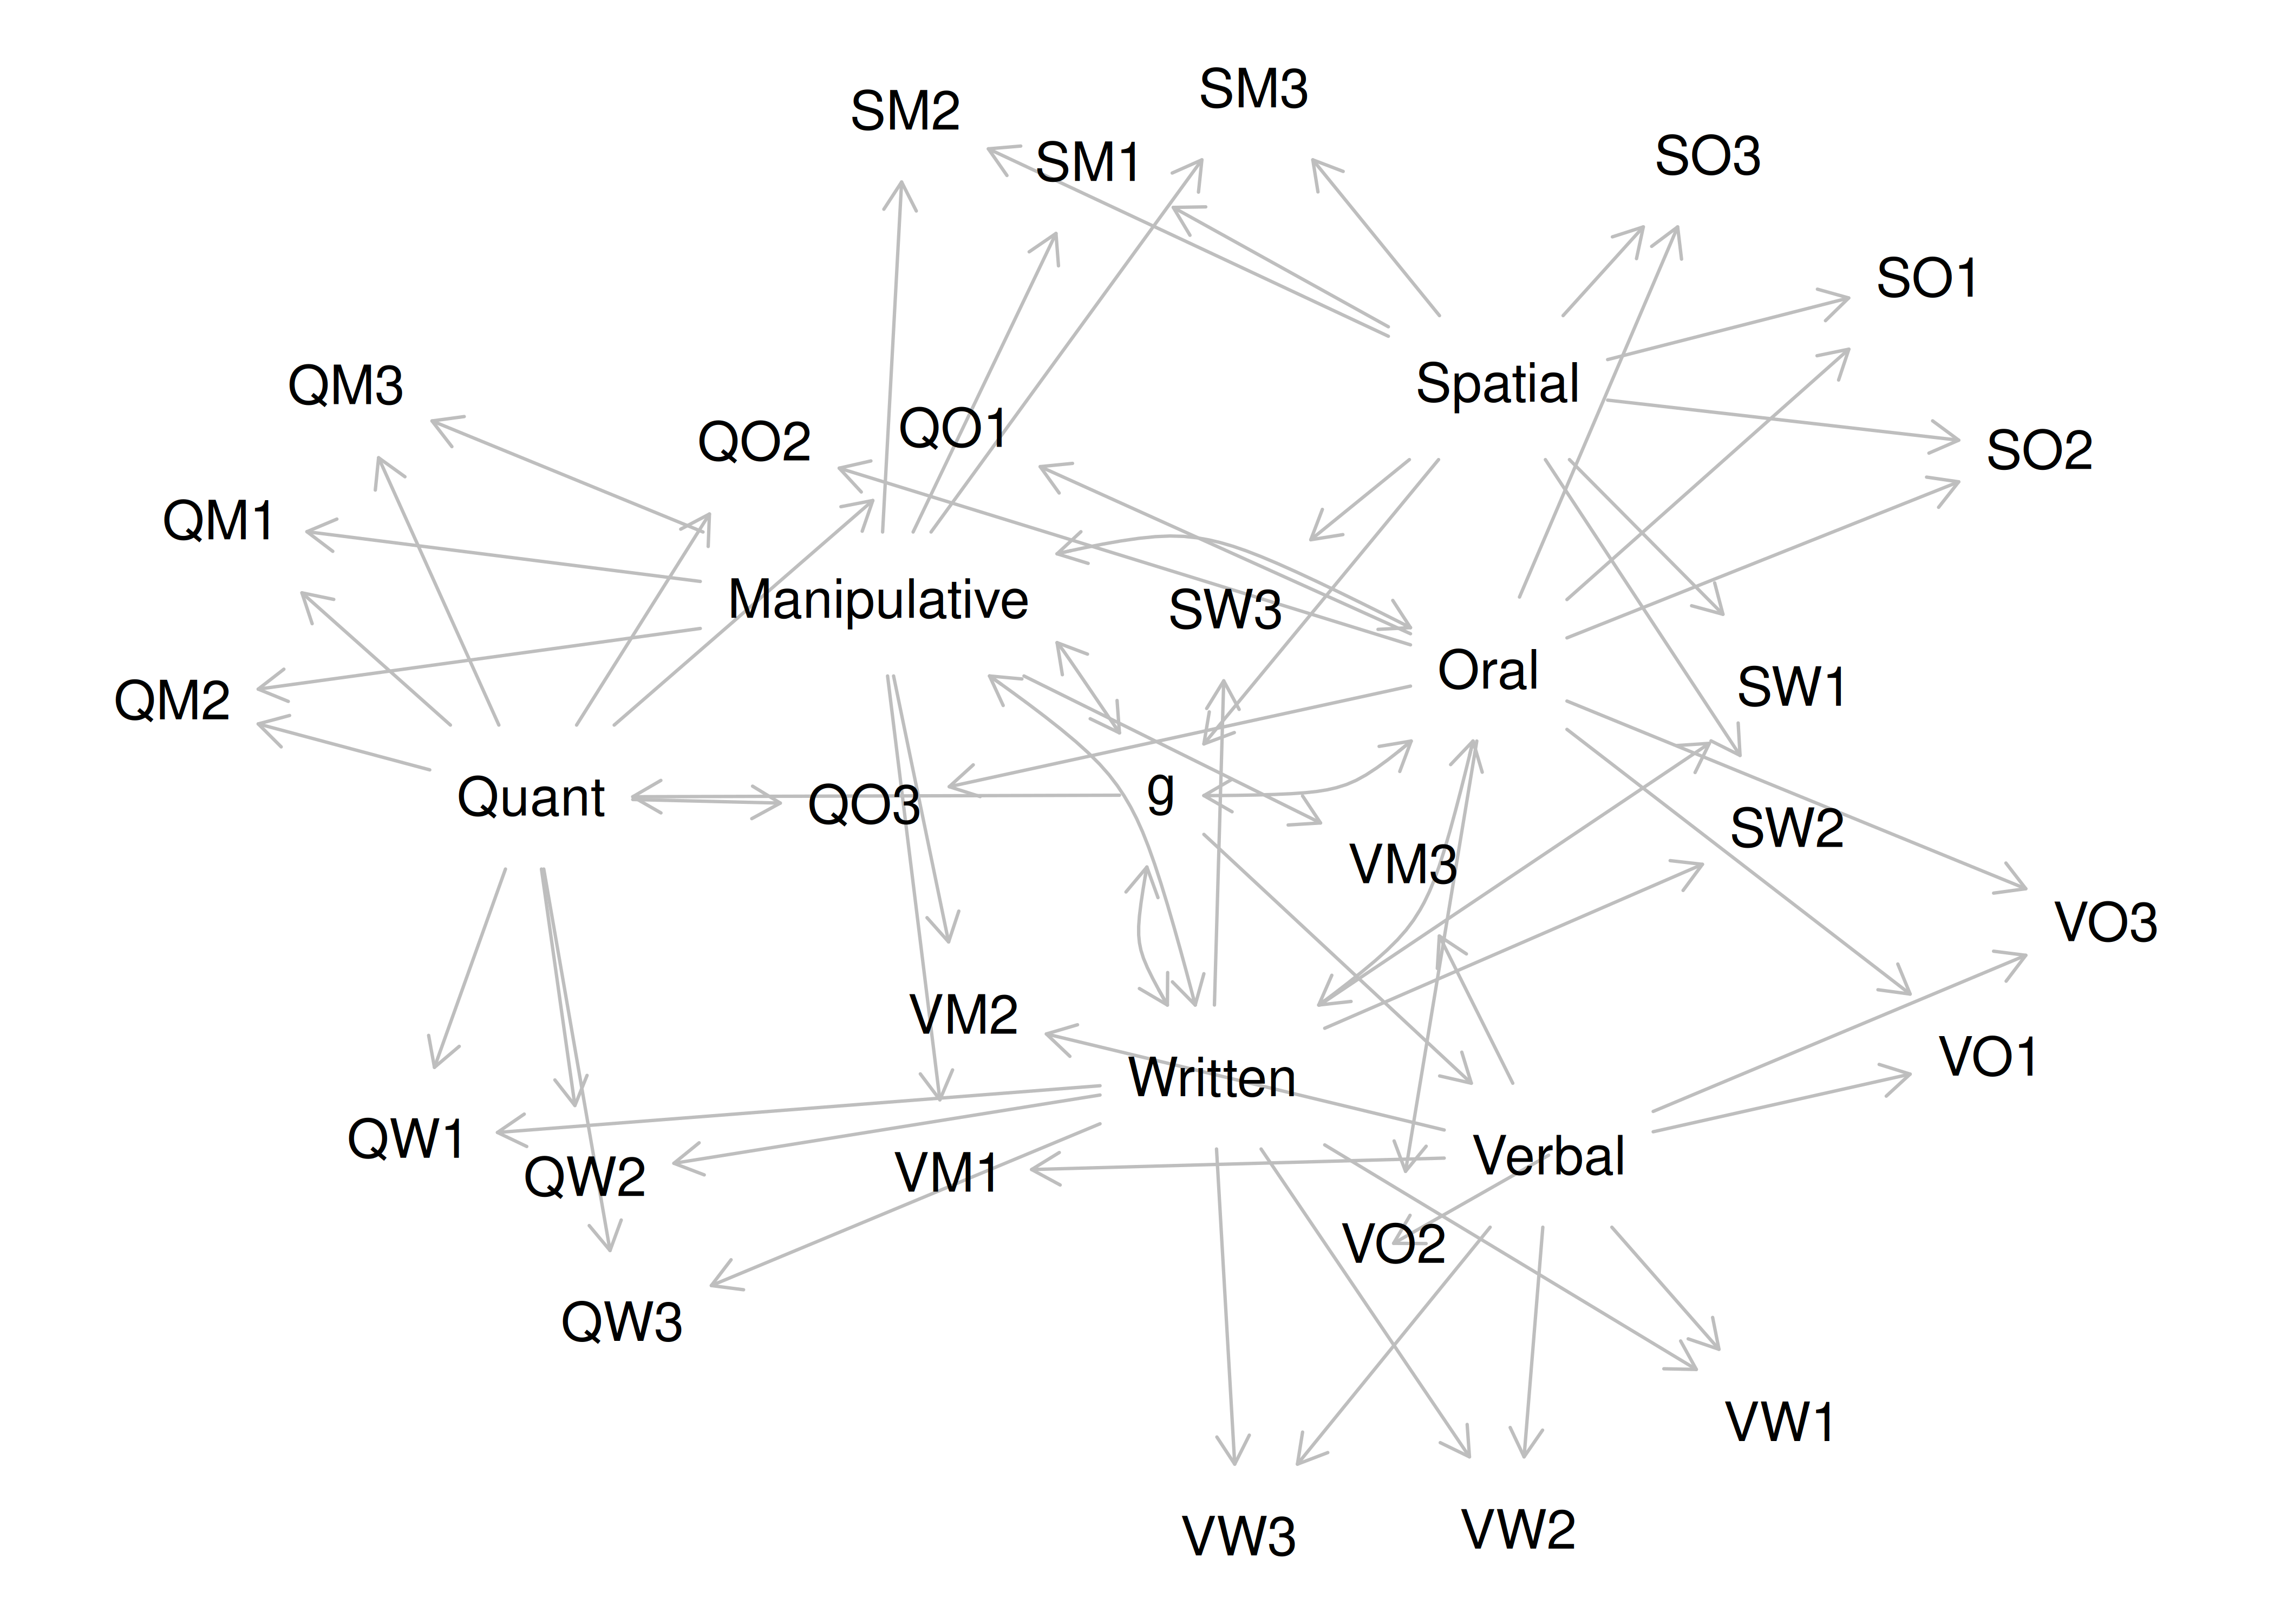 SM3
SM2
SM1
SO3
SO1
QM3
Spatial
QO1
QO2
SO2
QM1
Manipulative
SW3
Oral
SW1
QM2
g
Quant
QO3
SW2
VM3
VO3
VM2
VO1
Written
QW1
Verbal
VM1
QW2
VO2
QW3
VW1
VW2
VW3